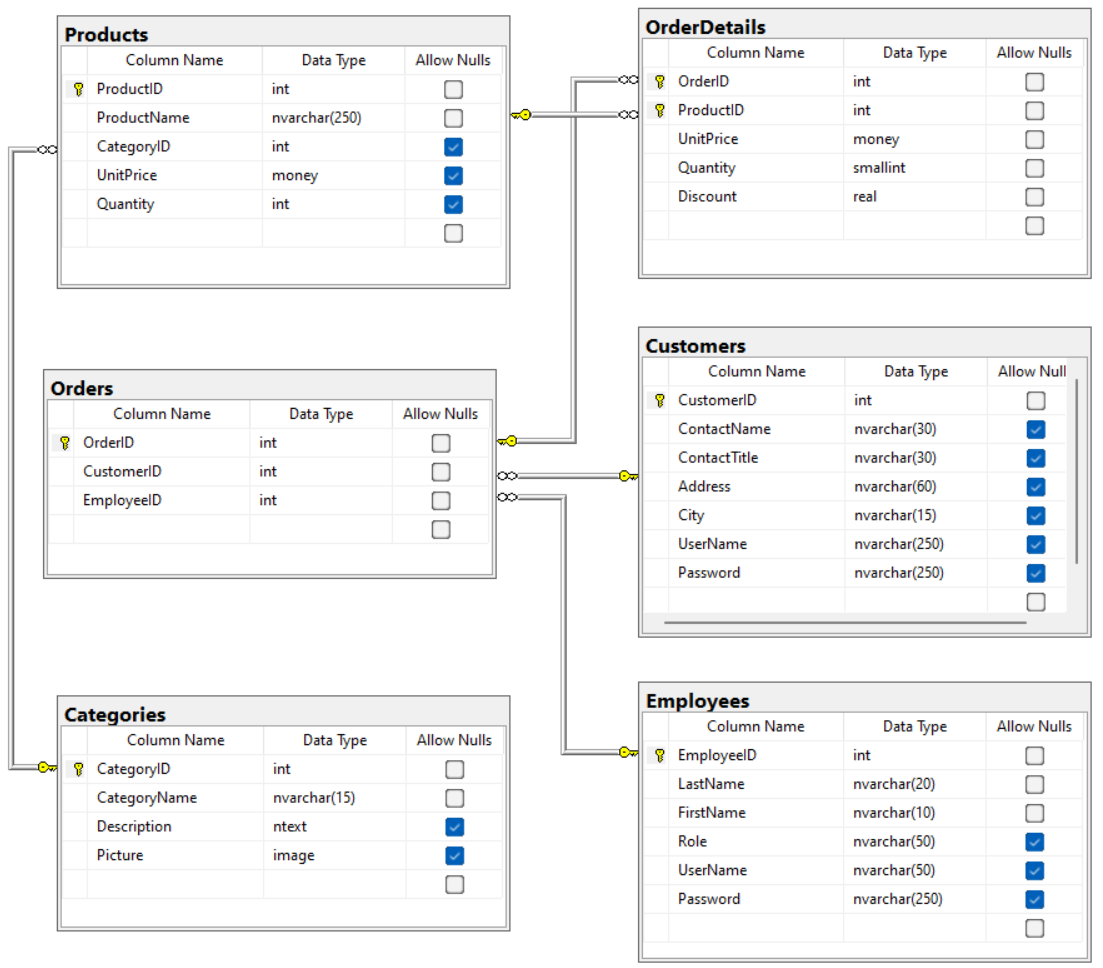 Products
Column Name Data Type Allow Nulls
ProductID int
ProductName nvarchar(250)
CategoryID int
UnitPrice money
Quantity int
OrderDetails
Column Name Data Type Allow Nulls
OrderID int
ProductID int
UnitPrice money
Quantity smallint
Discount real
Orders
Column Name Data Type Allow Nulls
OrderID int
CustomerID int
EmployeeID int
Customers
Column Name Data Type Allow Null
CustomerID int
ContactName nvarchar(30)
ContactTitle nvarchar(30)
Address nvarchar(60)
City nvarchar(15)
UserName nvarchar(250)
Password nvarchar(250)
Categories
Column Name Data Type Allow Nulls
CategoryID int
CategoryName nvarchar(15)
Description ntext
Picture image
Employees
Column Name Data Type Allow Nulls
EmployeeID int
LastName nvarchar(20)
FirstName nvarchar(10)
Role nvarchar(50)
UserName nvarchar(50)
Password nvarchar(250)